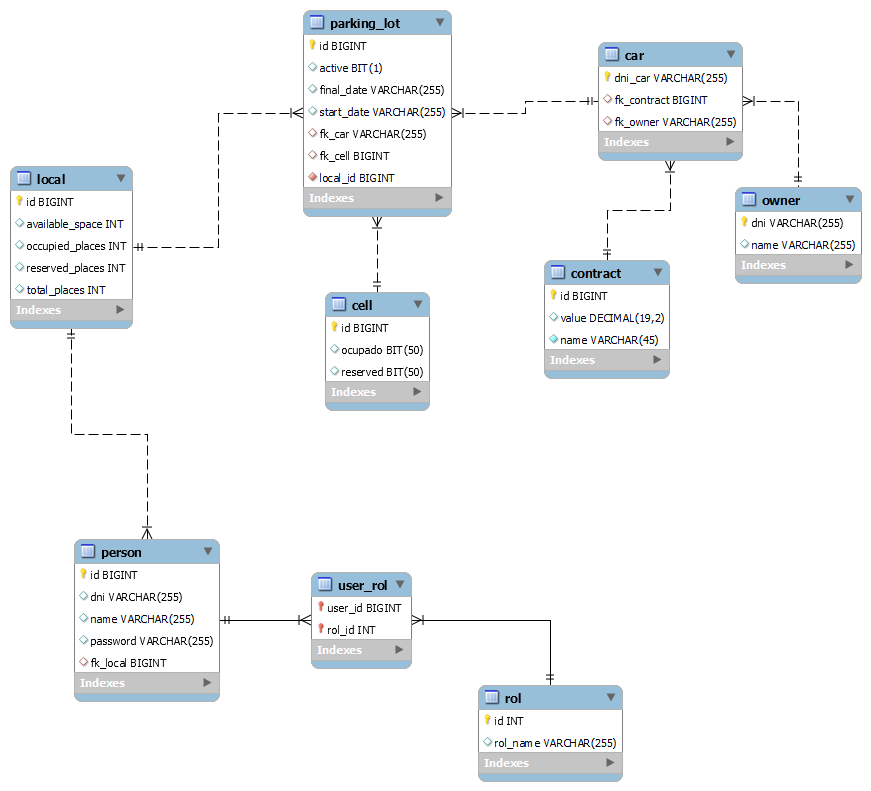 parking_lot
id BIGINT
active BIT(1)
final_date VARCHAR(255)
start_date VARCHAR(255)
fk_car VARCHAR(255)
fk_cell BIGINT
local_id BIGINT
Indexes
car
dni_car VARCHAR(255)
fk_contract BIGINT
fk_owner VARCHAR(255)
Indexes
local
id BIGINT
available_space INT
occupied_places INT
reserved_places INT
total_places INT
Indexes
owner
dni VARCHAR(255)
name VARCHAR(255)
Indexes
contract
id BIGINT
value DECIMAL(19,2)
name VARCHAR(45)
Indexes
cell
id BIGINT
ocupado BIT(50)
reserved BIT(50)
Indexes
person
id BIGINT
dni VARCHAR(255)
name VARCHAR(255)
password VARCHAR(255)
fk_local BIGINT
Indexes
user_rol
user_id BIGINT
rol_id INT
Indexes
rol
id INT
rol_name VARCHAR(255)
Indexes